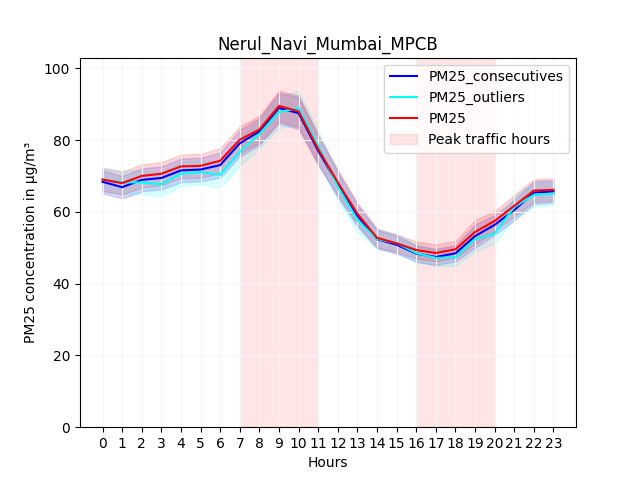 Nerul_Navi_Mumbai_MPCB
PM25_consecutives
PM25_outliers
PM25
Peak traffic hours
PM25 concentration in µg/m³
100
80
60
40
20
0
0 1 2 3 4 5 6 7 8 9 10 11 12 13 14 15 16 17 18 19 20 21 22 23
Hours